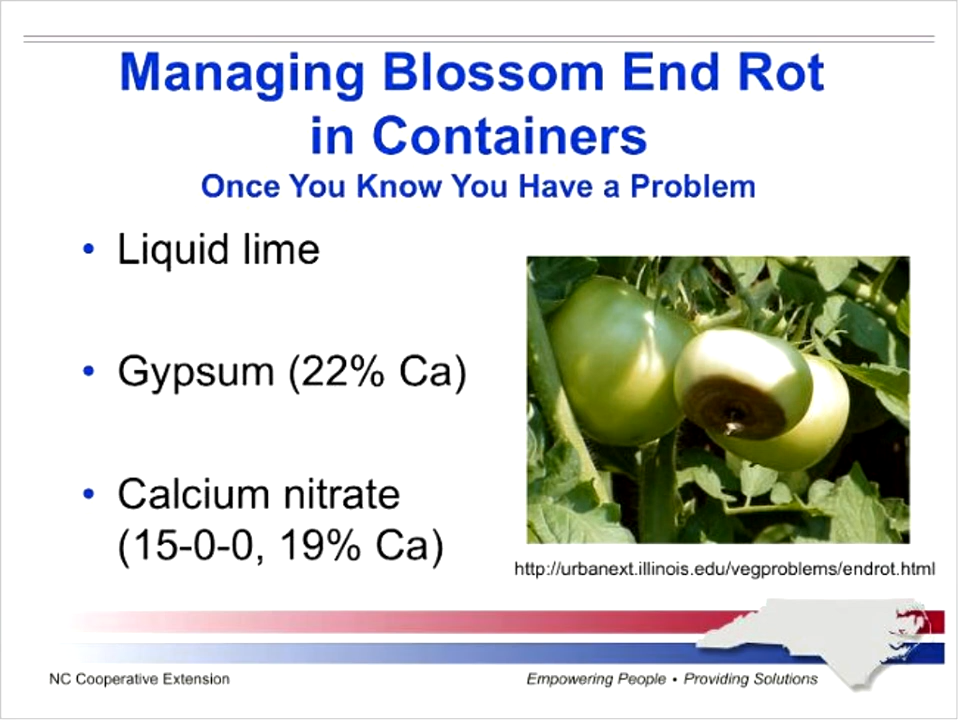 Managing Blossom End Rot
in Containers
Once You Know You Have a Problem
• Liquid lime
• Gypsum (22% Ca)
• Calcium nitrate
(15-0-0, 19% Ca)
http://urbanext.illinois.edu/vegproblems/endrot.html
NC Cooperative Extension
Empowering People • Providing Solutions